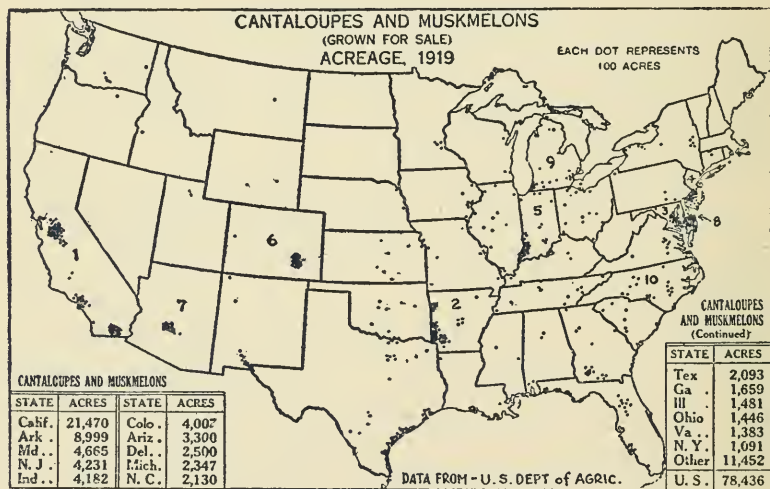 CANTALOUPES AND MUSKMELONS
(GROWN FOR SALE)
ACREAGE, 1919
EACH DOT REPRESENTS
100 ACRES
9
5
3
8
6
1
7
2
10
CANTALOUPES AND MUSKMELONS
STATE ACRES STATE ACRES
Calif. 21,470 Colo.. 4,007
Ark . 8,999 Ariz.. 3,300
Md... 4,665 Del... 2,500
N. J. 4,231 Mich. 2,347
Ind... 4,182 N. C. 2,130
DATA FROM - U.S. DEPT of AGRIC.
CANTALOUPES
AND MUSKMELONS
(Continued)
STATE ACRES
Tex . 2,093
Ga . 1,659
Ill . 1,481
Ohio . 1,446
Va .. 1,383
N. Y. 1,091
Other 11,452
U. S. 78,436